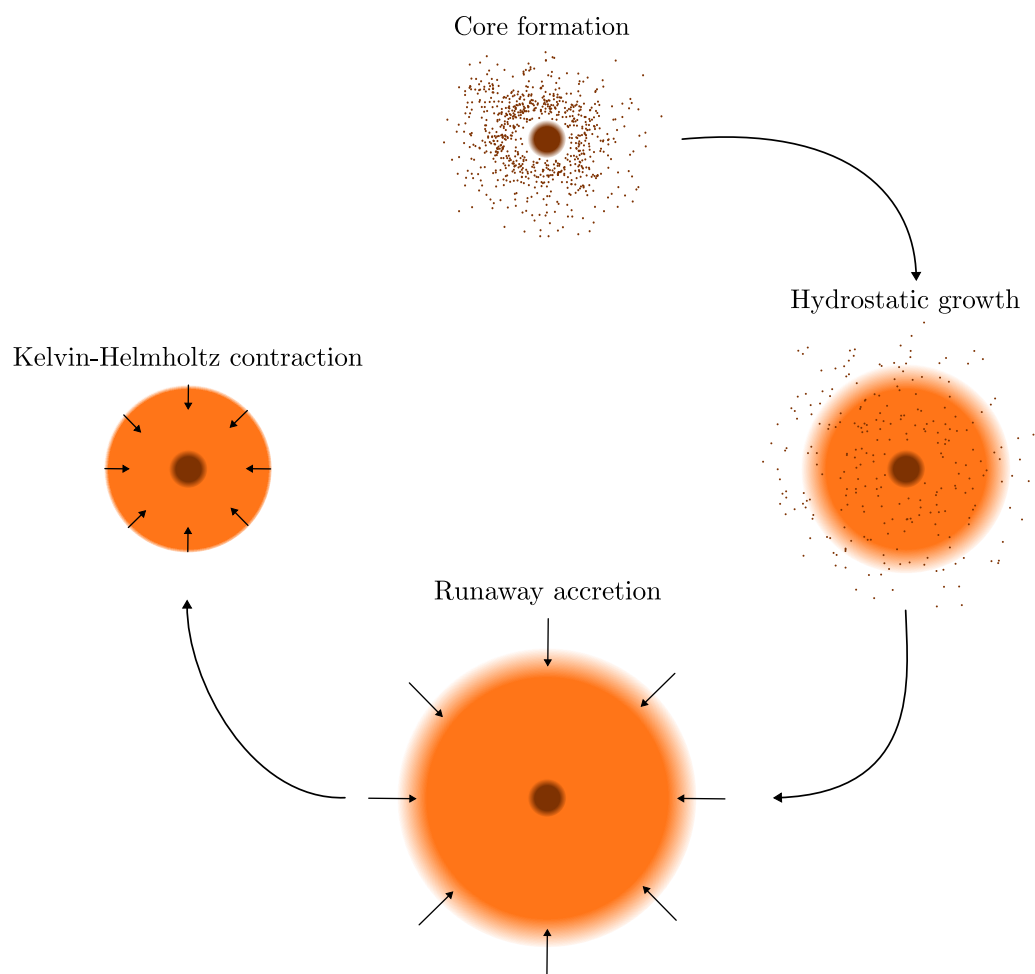 Core formation
Hydrostatic growth
Kelvin-Helmholtz contraction
Runaway accretion